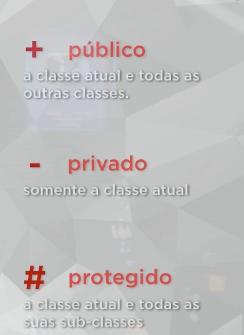 + público
a classe atual e todas as
outras classes.
- privado
somente a classe atual
# protegido
a classe atual e todas as
suas sub-classes